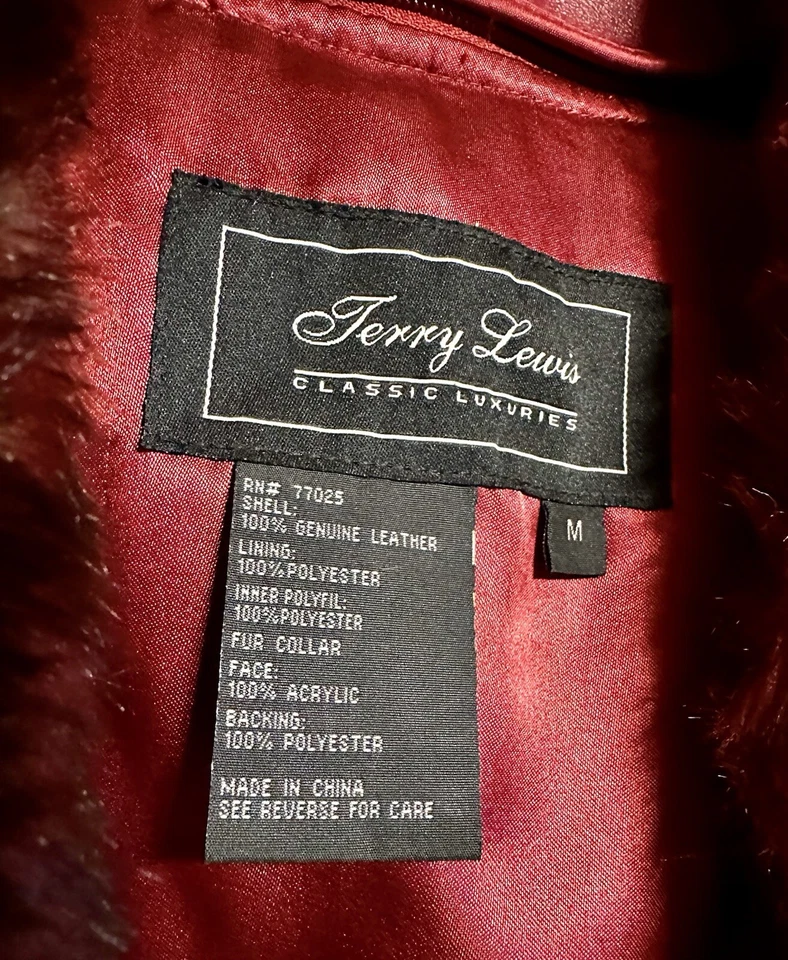 Terry Lewis
CLASSIC LUXURIES
M
RN# 77025
SHELL:
100% GENUINE LEATHER
LINING:
100%POLYESTER
INNER POLYFIL:
100%POLYESTER
FUR COLLAR
FACE:
100% ACRYLIC
BACKING:
100% POLYESTER
MADE IN CHINA
SEE REVERSE FOR CARE